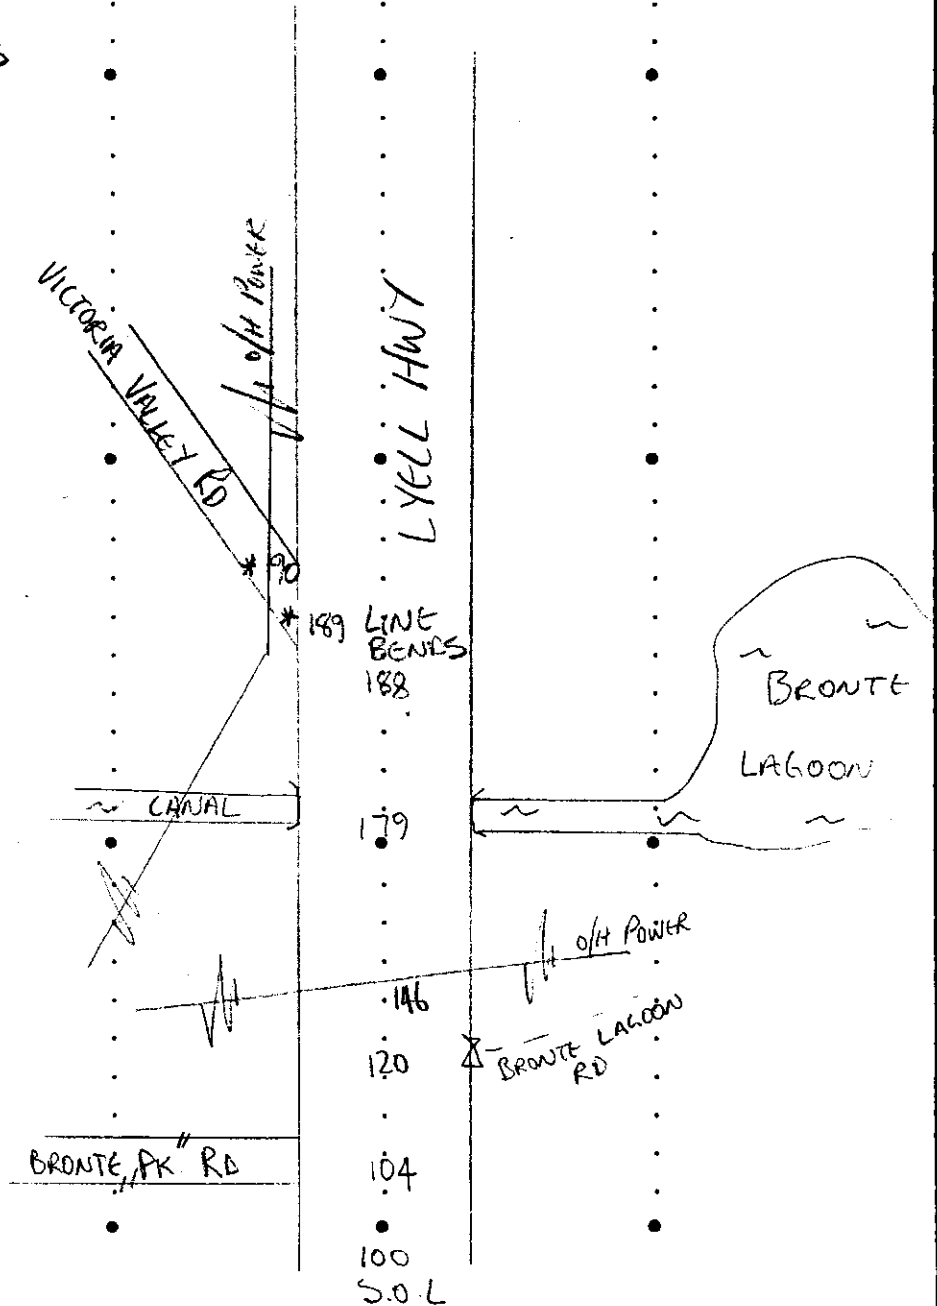 O/H POWER
VICTORIA VALLEY RD
LYELL HWY
90
189 LINE
BENDS
188
BRONTE
LAGOON
CANAL
179
O/H POWER
146
BRONTE LAGOON
RD
120
BRONTE "PK" RD
104
100
S.O.L